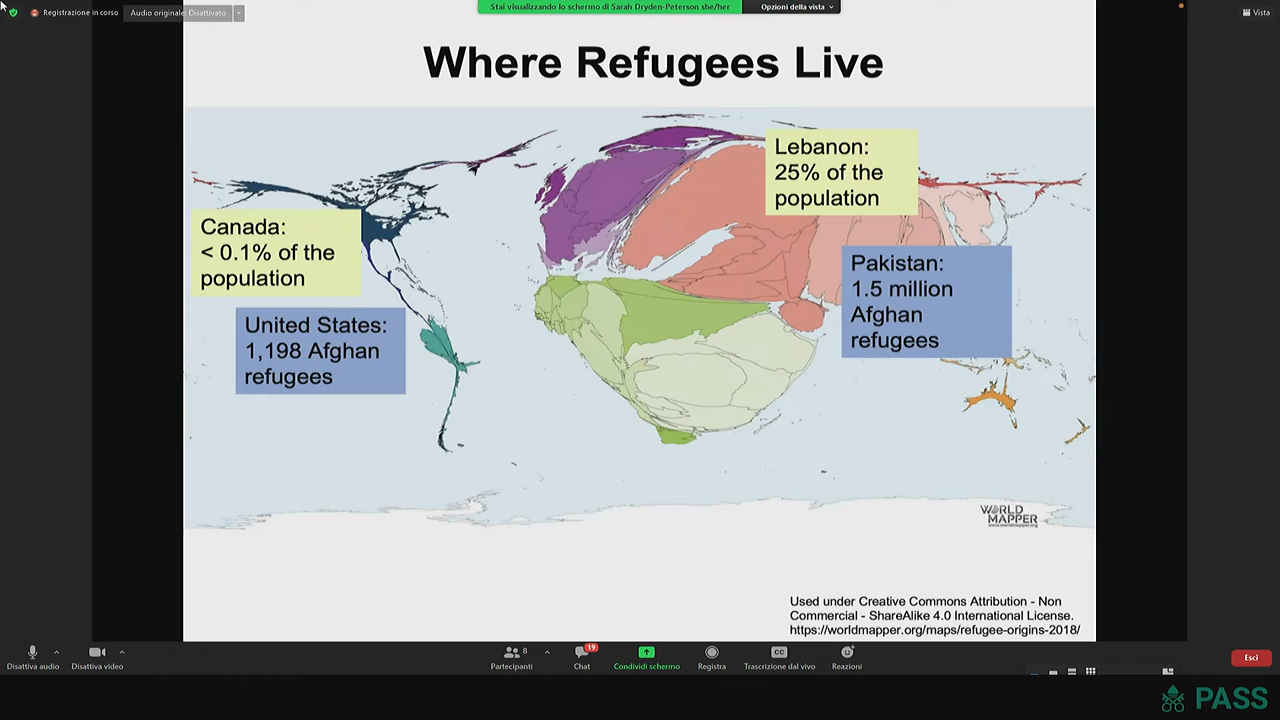 Registrazione in corso
Audio originale: Disattivato
Stai visualizzando lo schermo di Sarah Dryden-Peterson she/her
Opzioni della vista
Vista
Where Refugees Live
Lebanon:
25% of the
population
Canada:
< 0.1% of the
population
Pakistan:
1.5 million
Afghan
refugees
United States:
1,198 Afghan
refugees
WORLD
MAPPER
www.worldmapper.org
Used under Creative Commons Attribution - Non
Commercial - ShareAlike 4.0 International License.
https://worldmapper.org/maps/refugee-origins-2018/
Disattiva audio
Disattiva video
8
Partecipanti
19
Chat
Condividi schermo
Registra
CC
Trascrizione dal vivo
Reazioni
Esci
PASS